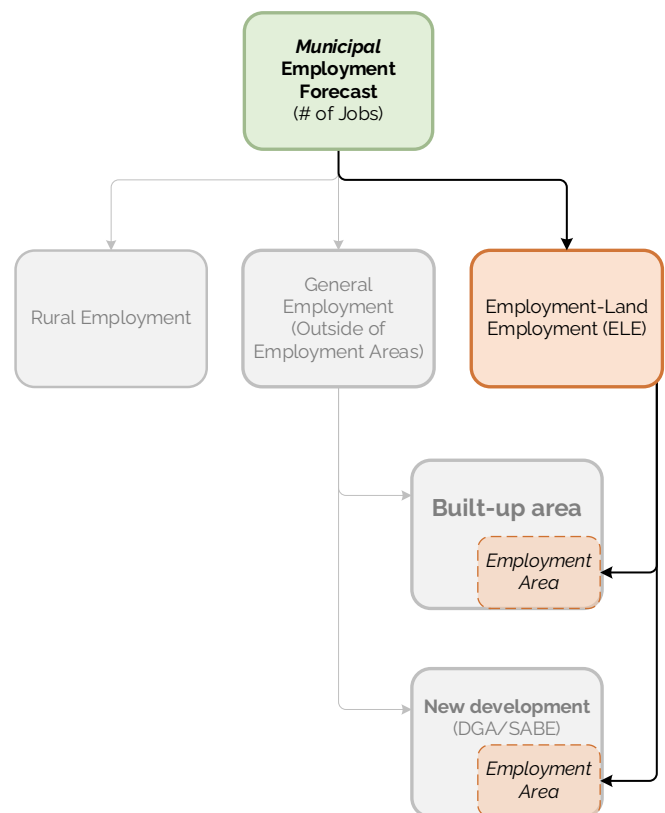 Municipal
Employment
Forecast
(# of Jobs)
Rural Employment
General
Employment
(Outside of
Employment Areas)
Employment-Land
Employment (ELE)
Built-up area
Employment
Area
New development
(DGA/SABE)
Employment
Area